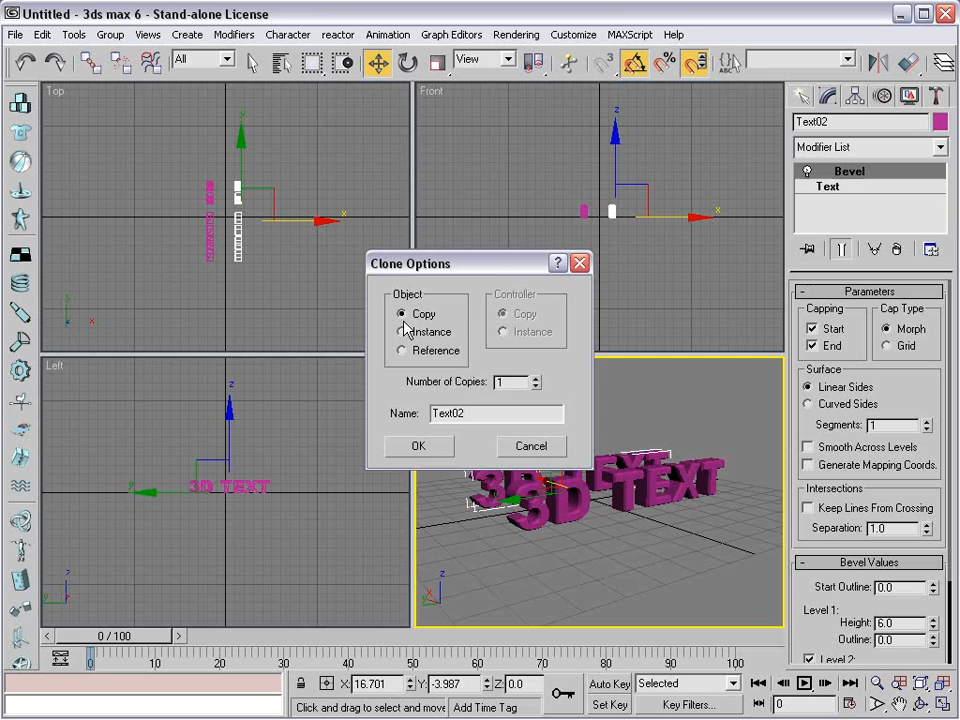 Untitled - 3ds max 6 - Stand-alone License
File Edit Tools Group Views Create Modifiers Character reactor Animation Graph Editors Rendering Customize MAXScript Help
All
View
3
%
ABC
Top
Front
y
x
z
x
x
Left
z
y
3D TEXT
3D TEXT
3D TEXT
z
x
Clone Options
?
Object
Copy
Instance
Reference
Controller
Copy
Instance
Number of Copies: 1
Name: Text02
OK
Cancel
Text02
Modifier List
Bevel
Text
- Parameters
Capping
Start
End
Cap Type
Morph
Grid
Surface
Linear Sides
Curved Sides
Segments: 1
Smooth Across Levels
Generate Mapping Coords.
Intersections
Keep Lines From Crossing
Separation: 1.0
- Bevel Values
Start Outline: 0.0
Level 1:
Height: 6.0
Outline: 0.0
Level 2:
< 0 / 100 >
0 10 20 30 40 50 60 70 80 90 100
X: 16.701 Y: -3.987 Z: 0.0
Auto Key Selected
Click and drag to select and move
Add Time Tag
Set Key
Key Filters...
0